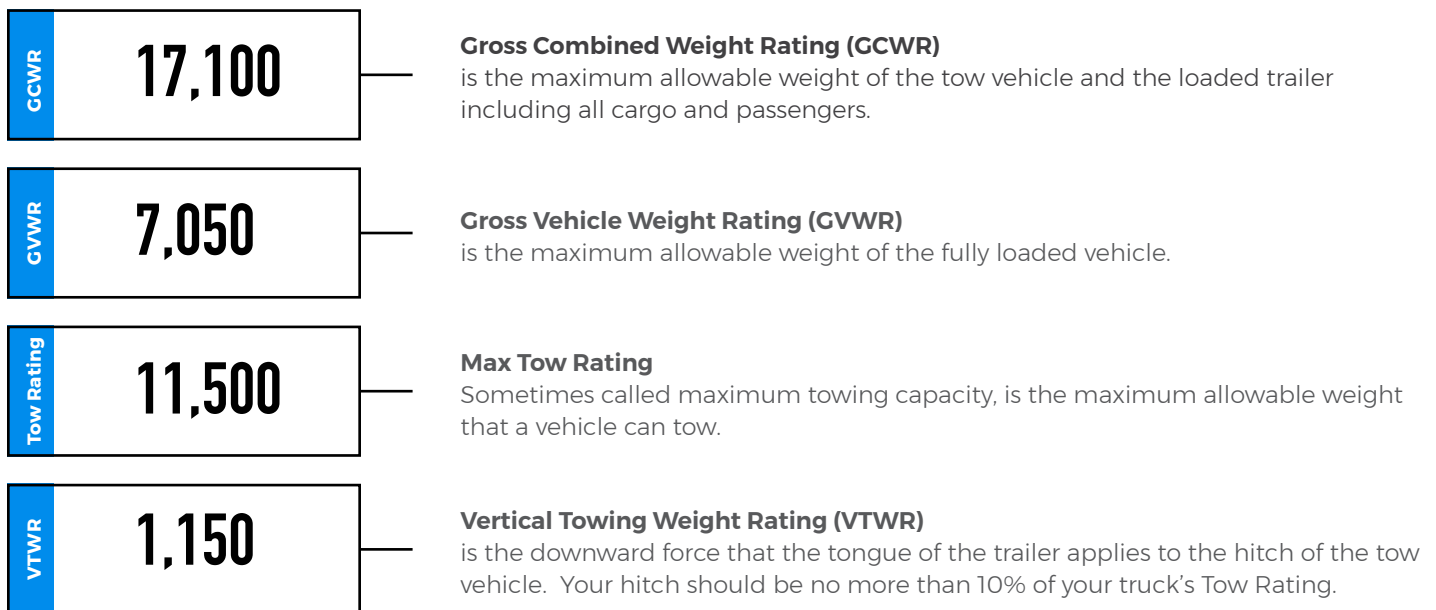 GCWR
17,100
Gross Combined Weight Rating (GCWR)
is the maximum allowable weight of the tow vehicle and the loaded trailer
including all cargo and passengers.
GVWR
7,050
Gross Vehicle Weight Rating (GVWR)
is the maximum allowable weight of the fully loaded vehicle.
Tow Rating
11,500
Max Tow Rating
Sometimes called maximum towing capacity, is the maximum allowable weight
that a vehicle can tow.
VTWR
1,150
Vertical Towing Weight Rating (VTWR)
is the downward force that the tongue of the trailer applies to the hitch of the tow
vehicle.  Your hitch should be no more than 10% of your truck's Tow Rating.